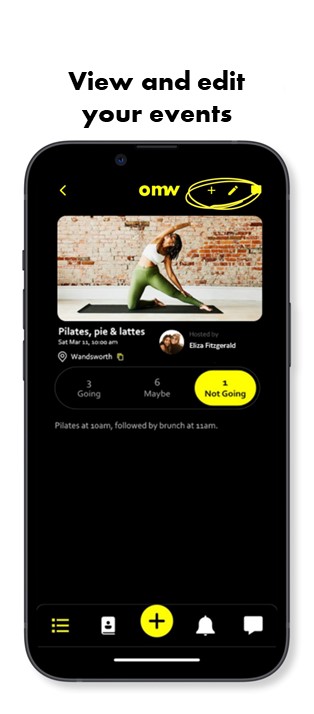 View and edit
your events
omw
Pilates, pie & lattes
Sat Mar 11, 10:00 am
Wandsworth
Hosted by
Eliza Fitzgerald
3
Going
6
Maybe
1
Not Going
Pilates at 10am, followed by brunch at 11am.